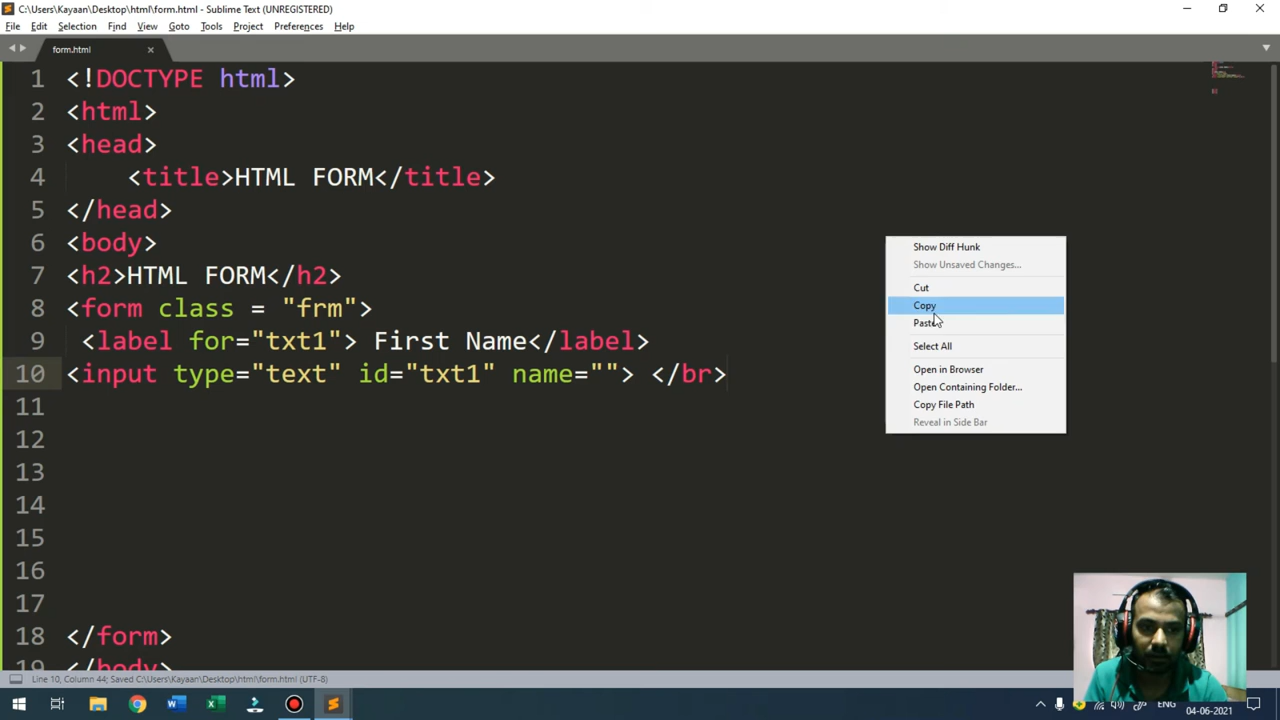 C:\Users\Kayaan\Desktop\html\form.html - Sublime Text (UNREGISTERED)
File Edit Selection Find View Goto Tools Project Preferences Help
form.html
1 <!DOCTYPE html>
2 <html>
3 <head>
4 <title>HTML FORM</title>
5 </head>
6 <body>
7 <h2>HTML FORM</h2>
8 <form class = "frm">
9 <label for="txt1"> First Name</label>
10 <input type="text" id="txt1" name=""> </br>
11
12
13
14
15
16
17
18 </form>
19 </body>
Show Diff Hunk
Show Unsaved Changes...
Cut
Copy
Paste
Select All
Open in Browser
Open Containing Folder...
Copy File Path
Reveal in Side Bar
Line 10, Column 44; Saved C:\Users\Kayaan\Desktop\html\form.html (UTF-8)
ENG
04-06-2021